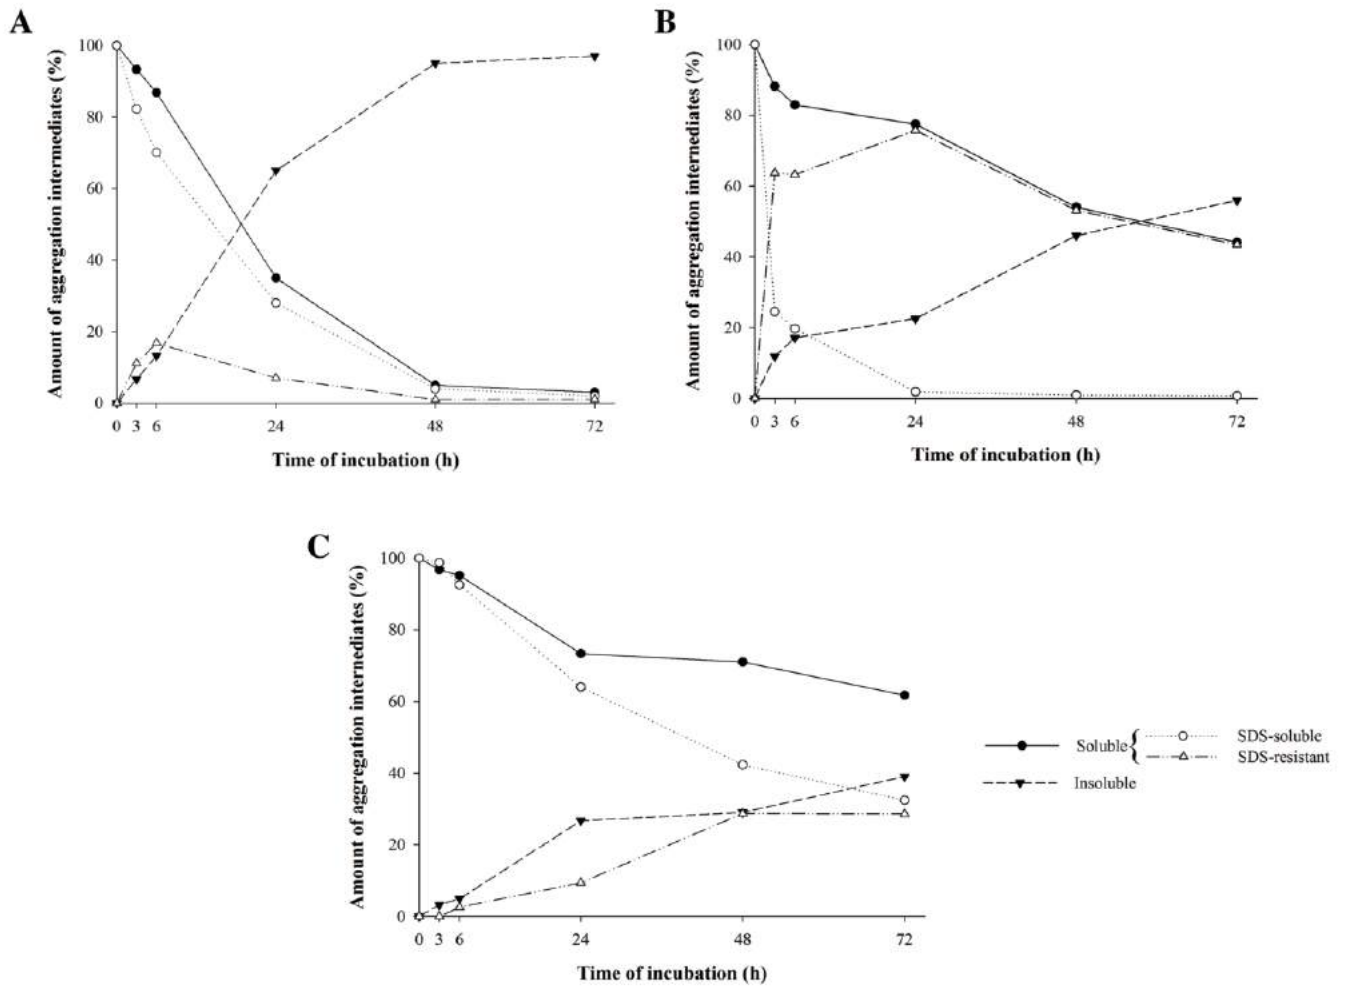 A
Amount of aggregation intermediates (%)
100
80
60
40
20
0
0 3 6 24 48 72
Time of incubation (h)
B
Amount of aggregation intermediates (%)
100
80
60
40
20
0
0 3 6 24 48 72
Time of incubation (h)
C
Amount of aggregation internediates (%)
100
80
60
40
20
0
0 3 6 24 48 72
Time of incubation (h)
Soluble { SDS-soluble
SDS-resistant
Insoluble